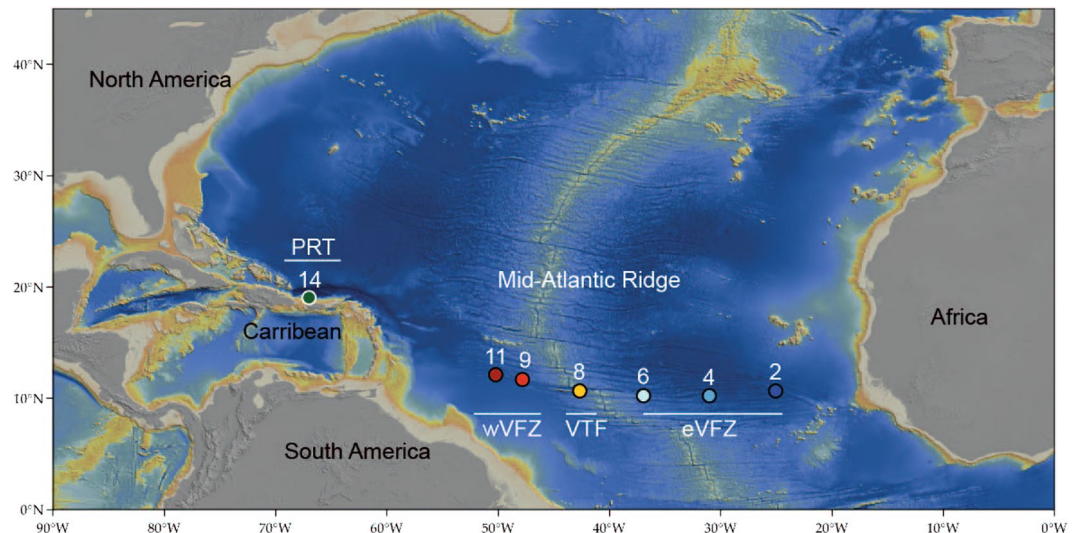 40°N
North America
30°N
PRT
14
20°N
Mid-Atlantic Ridge
Carribean
Africa
11 9 8 6 4 2
10°N
wVFZ VTF eVFZ
South America
0°N
90°W 80°W 70°W 60°W 50°W 40°W 30°W 20°W 10°W 0°W